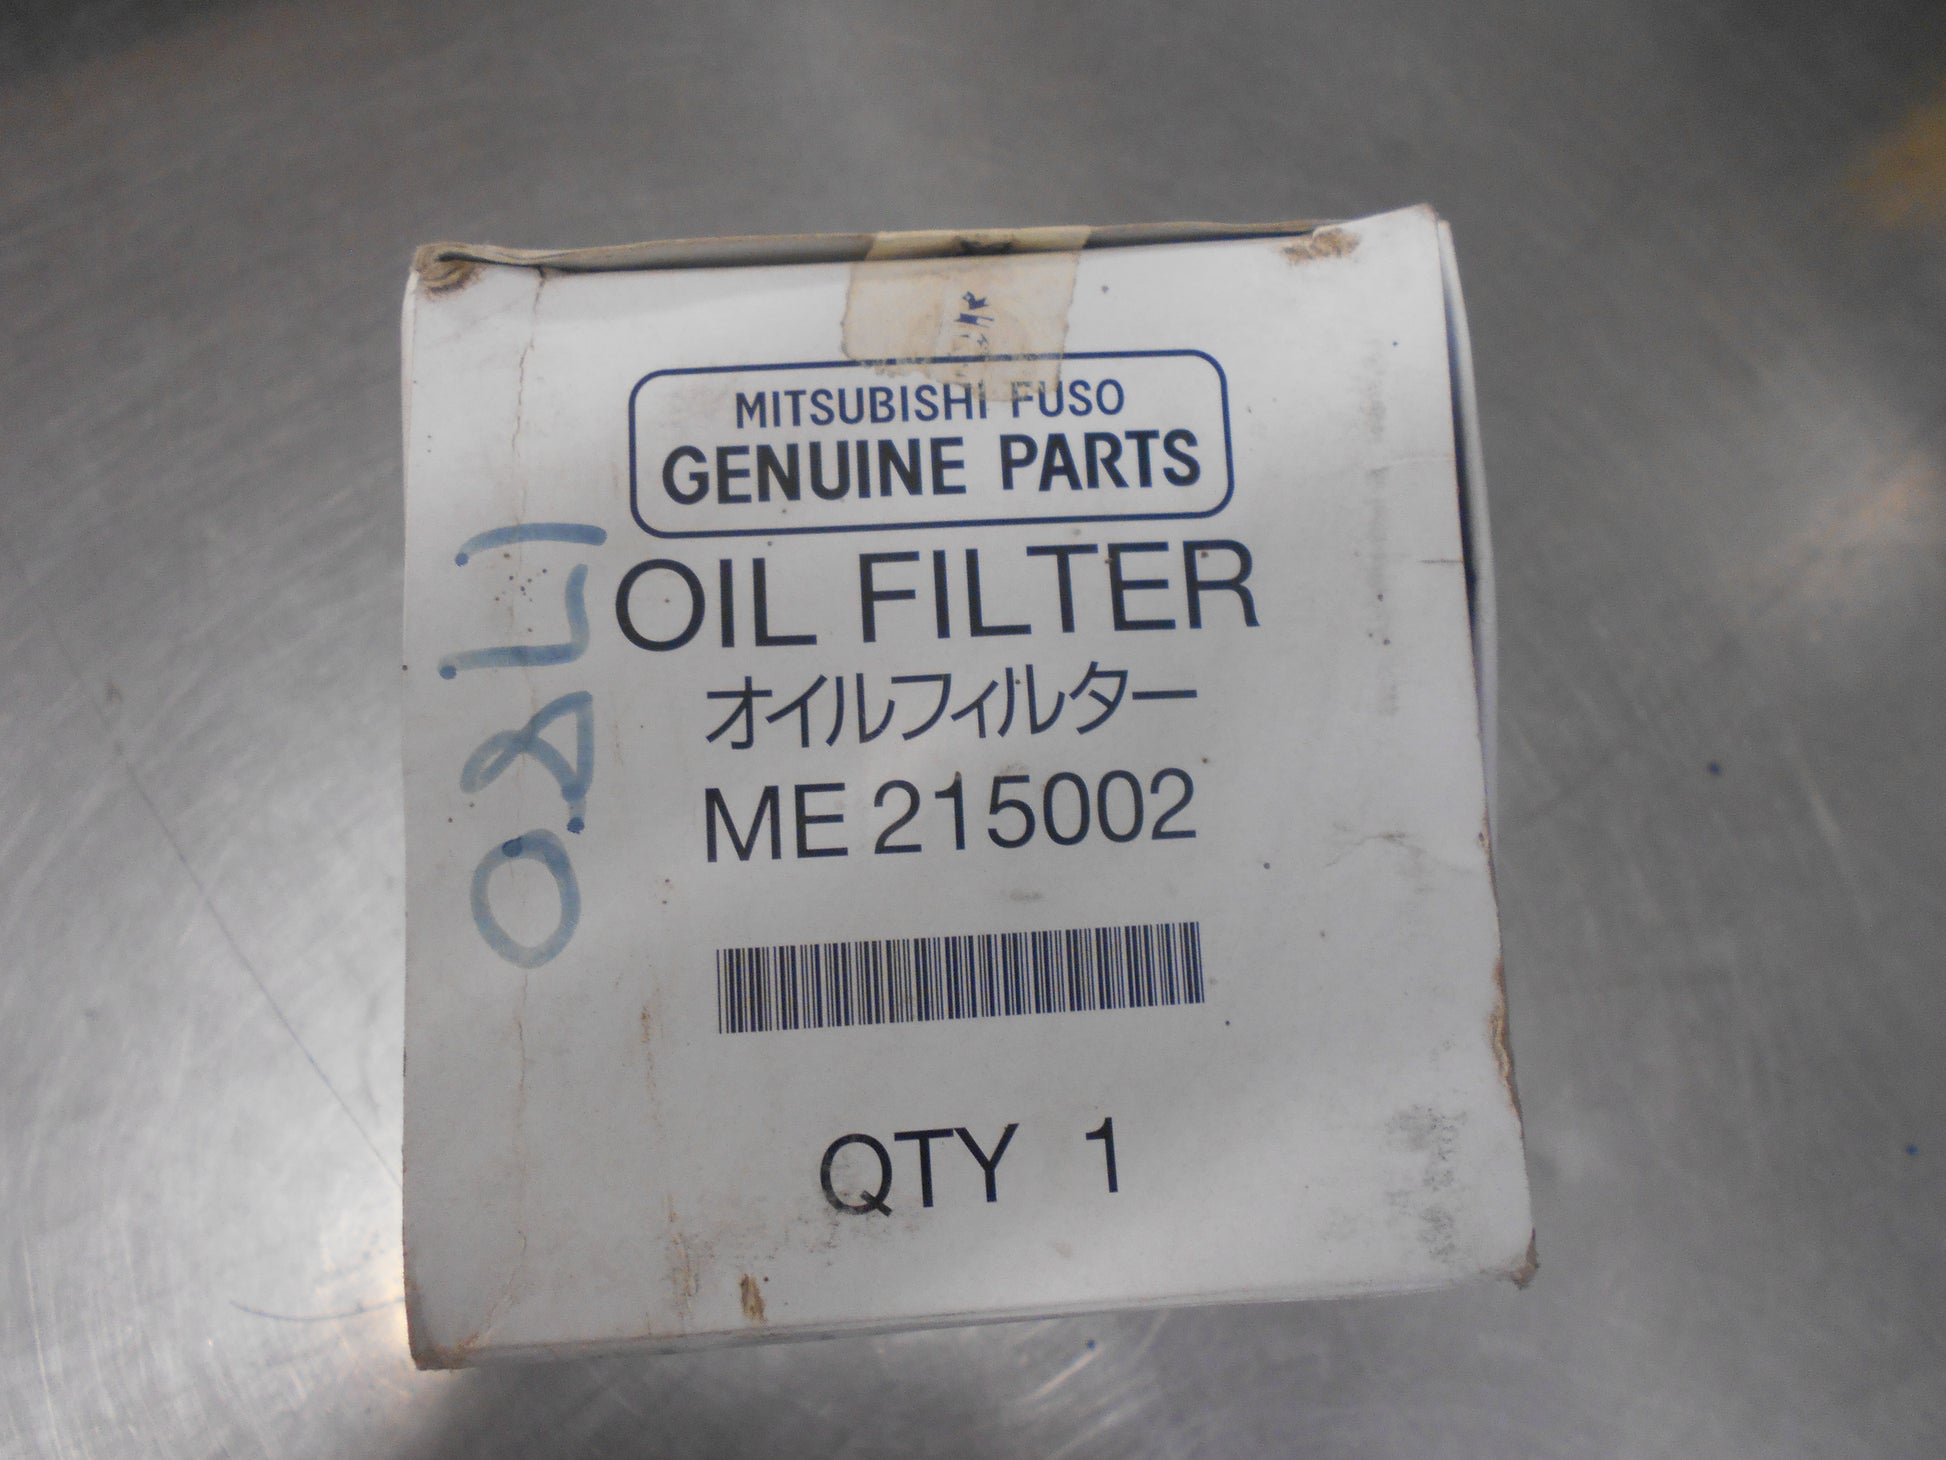 MITSUBISHI FUSO
GENUINE PARTS
OIL FILTER
オイルフィルター
ME 215002
QTY 1